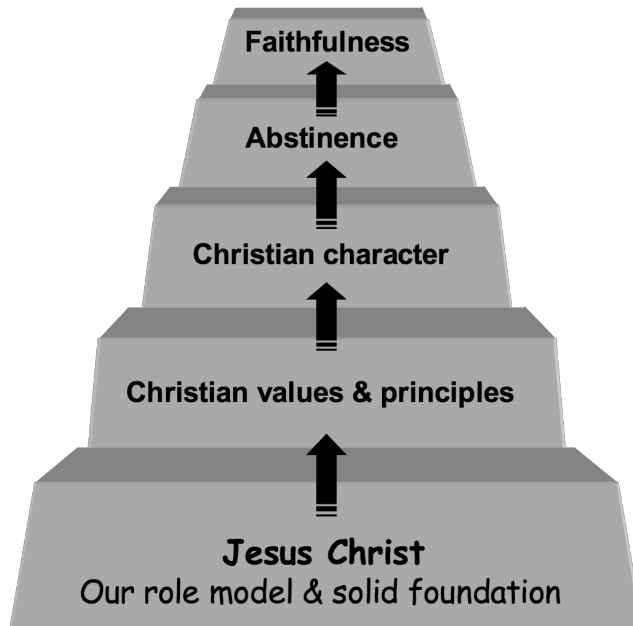 Faithfulness
Abstinence
Christian character
Christian values & principles
Jesus Christ
Our role model & solid foundation